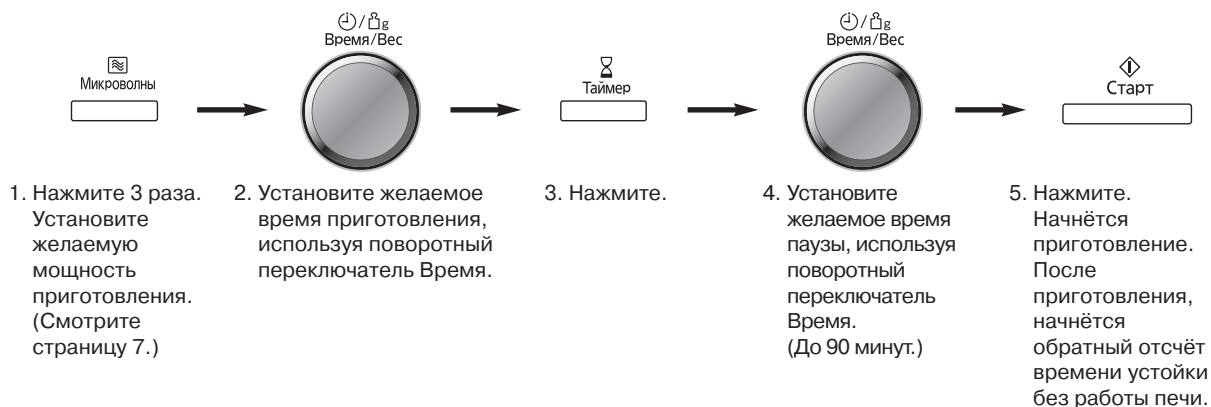 / g
Время/Вес
Микроволны
Таймер
/ g
Время/Вес
Старт
1. Нажмите 3 раза.
Установите
желаемую
мощность
приготовления.
(Смотрите
страницу 7.)
2. Установите желаемое
время приготовления,
используя поворотный
переключатель Время.
3. Нажмите.
4. Установите
желаемое время
паузы, используя
поворотный
переключатель
Время.
(До 90 минут.)
5. Нажмите.
Начнётся
приготовление.
После
приготовления,
начнётся
обратный отсчёт
времени устойки
без работы печи.